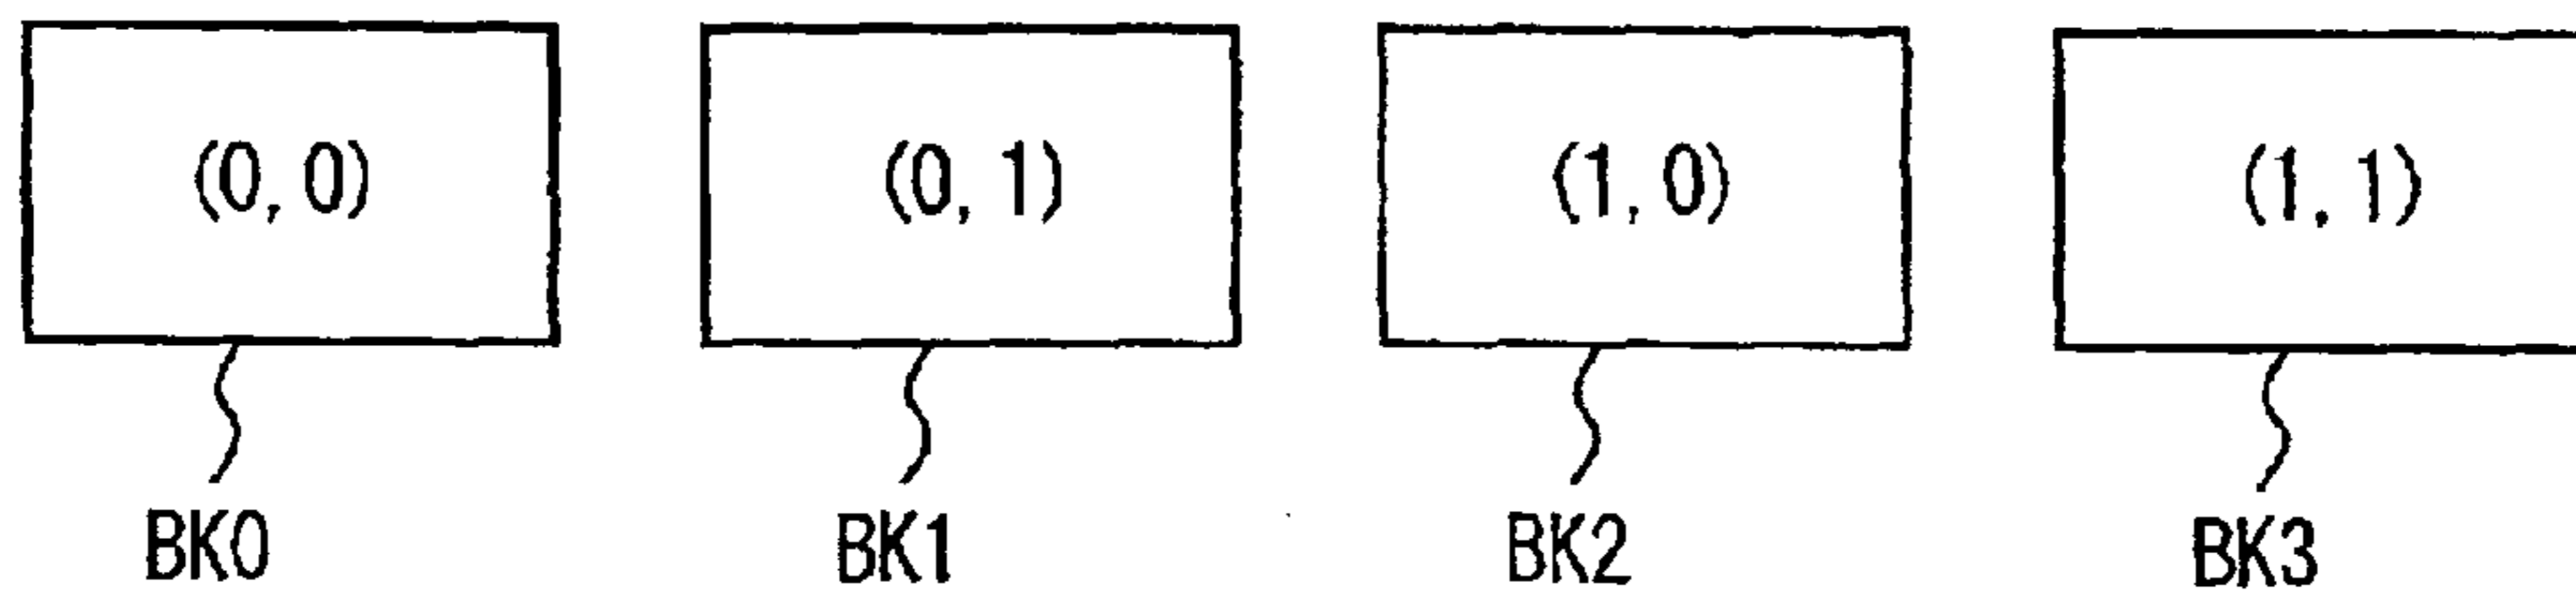 (0, 0) (0, 1) (1, 0) (1, 1)
BK0 BK1 BK2 BK3